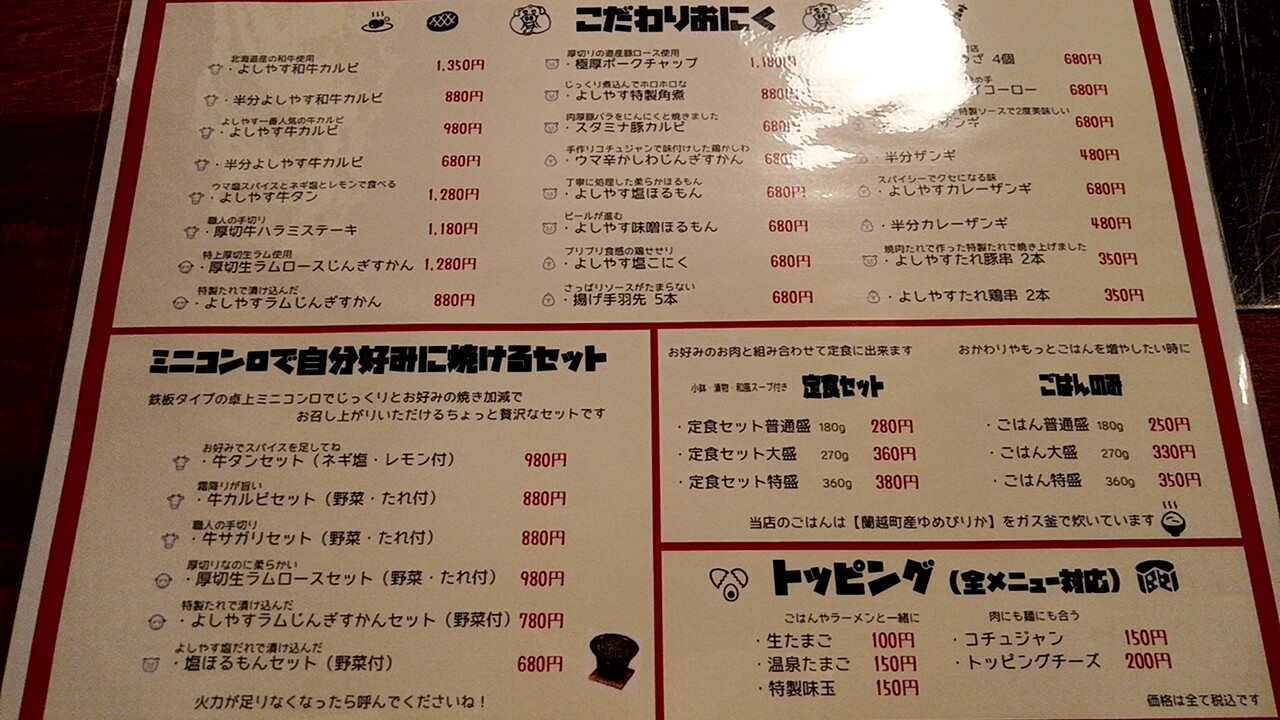 こだわりおにく
北海道産の和牛使用
・よしやす和牛カルビ 1,350円
・半分よしやす和牛カルビ 880円
よしやす一番人気の牛カルビ
・よしやす牛カルビ 980円
・半分よしやす牛カルビ 680円
ウマ塩スパイスとネギ塩とレモンで食べる
・よしやす牛タン 1,280円
職人の手切り
・厚切牛ハラミステーキ 1,180円
特上厚切生ラム使用
・厚切生ラムロースじんぎすかん 1,280円
特製たれで漬け込んだ
・よしやすラムじんぎすかん 880円
厚切りの道産豚ロース使用
・極厚ポークチャップ 1,180円
じっくり煮込んでホロホロな
・よしやす特製角煮 880円
肉厚豚バラをにんにくと焼きました
・スタミナ豚カルビ 680円
手作りコチュジャンで味付けした鶏かしわ
・ウマ辛かしわじんぎすかん 680円
丁寧に処理した柔らかほるもん
・よしやす塩ほるもん 680円
ビールが進む
・よしやす味噌ほるもん 680円
プリプリ食感の鶏せせり
・よしやす塩こにく 680円
さっぱりソースがたまらない
・揚げ手羽先 5本 680円
4個 680円
イコーロー 680円
特製ソースで2度美味しい
ザンギ 680円
・半分ザンギ 480円
スパイシーでクセになる味
・よしやすカレーザンギ 680円
・半分カレーザンギ 480円
焼肉たれで作った特製たれで焼き上げました
・よしやすたれ豚串 2本 350円
・よしやすたれ鶏串 2本 350円
ミニコンロで自分好みに焼けるセット
鉄板タイプの卓上ミニコンロでじっくりとお好みの焼き加減で
お召し上がりいただけるちょっと贅沢なセットです
お好みでスパイスを足してね
・牛タンセット（ネギ塩・レモン付） 980円
霜降りが旨い
・牛カルビセット（野菜・たれ付） 880円
職人の手切り
・牛サガリセット（野菜・たれ付） 880円
厚切りなのに柔らかい
・厚切生ラムロースセット（野菜・たれ付） 980円
特製たれで漬け込んだ
・よしやすラムじんぎすかんセット（野菜付） 780円
よしやす塩だれで漬け込んだ
・塩ほるもんセット（野菜付） 680円
火力が足りなくなったら呼んでくださいね！
お好みのお肉と組み合わせて定食に出来ます
小鉢・漬物・和風スープ付き 定食セット
・定食セット普通盛 180g 280円
・定食セット大盛 270g 360円
・定食セット特盛 360g 380円
おかわりやもっとごはんを増やしたい時に
ごはんのみ
・ごはん普通盛 180g 250円
・ごはん大盛 270g 330円
・ごはん特盛 360g 350円
当店のごはんは【蘭越町産ゆめぴりか】をガス釜で炊いています
トッピング（全メニュー対応）
ごはんやラーメンと一緒に
・生たまご 100円
・温泉たまご 150円
・特製味玉 150円
肉にも麺にも合う
・コチュジャン 150円
・トッピングチーズ 200円
価格は全て税込です